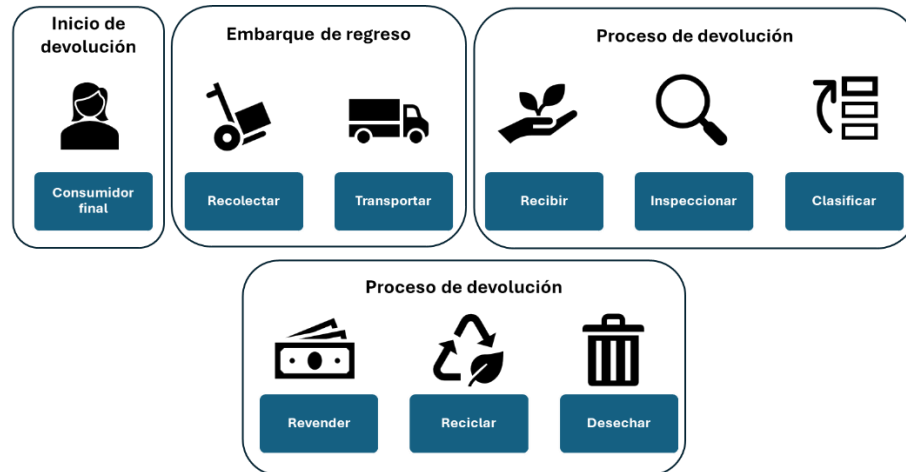 Inicio de
devolución
Embarque de regreso
Proceso de devolución
Consumidor
final
Recolectar
Transportar
Recibir
Inspeccionar
Clasificar
Proceso de devolución
Revender
Reciclar
Desechar